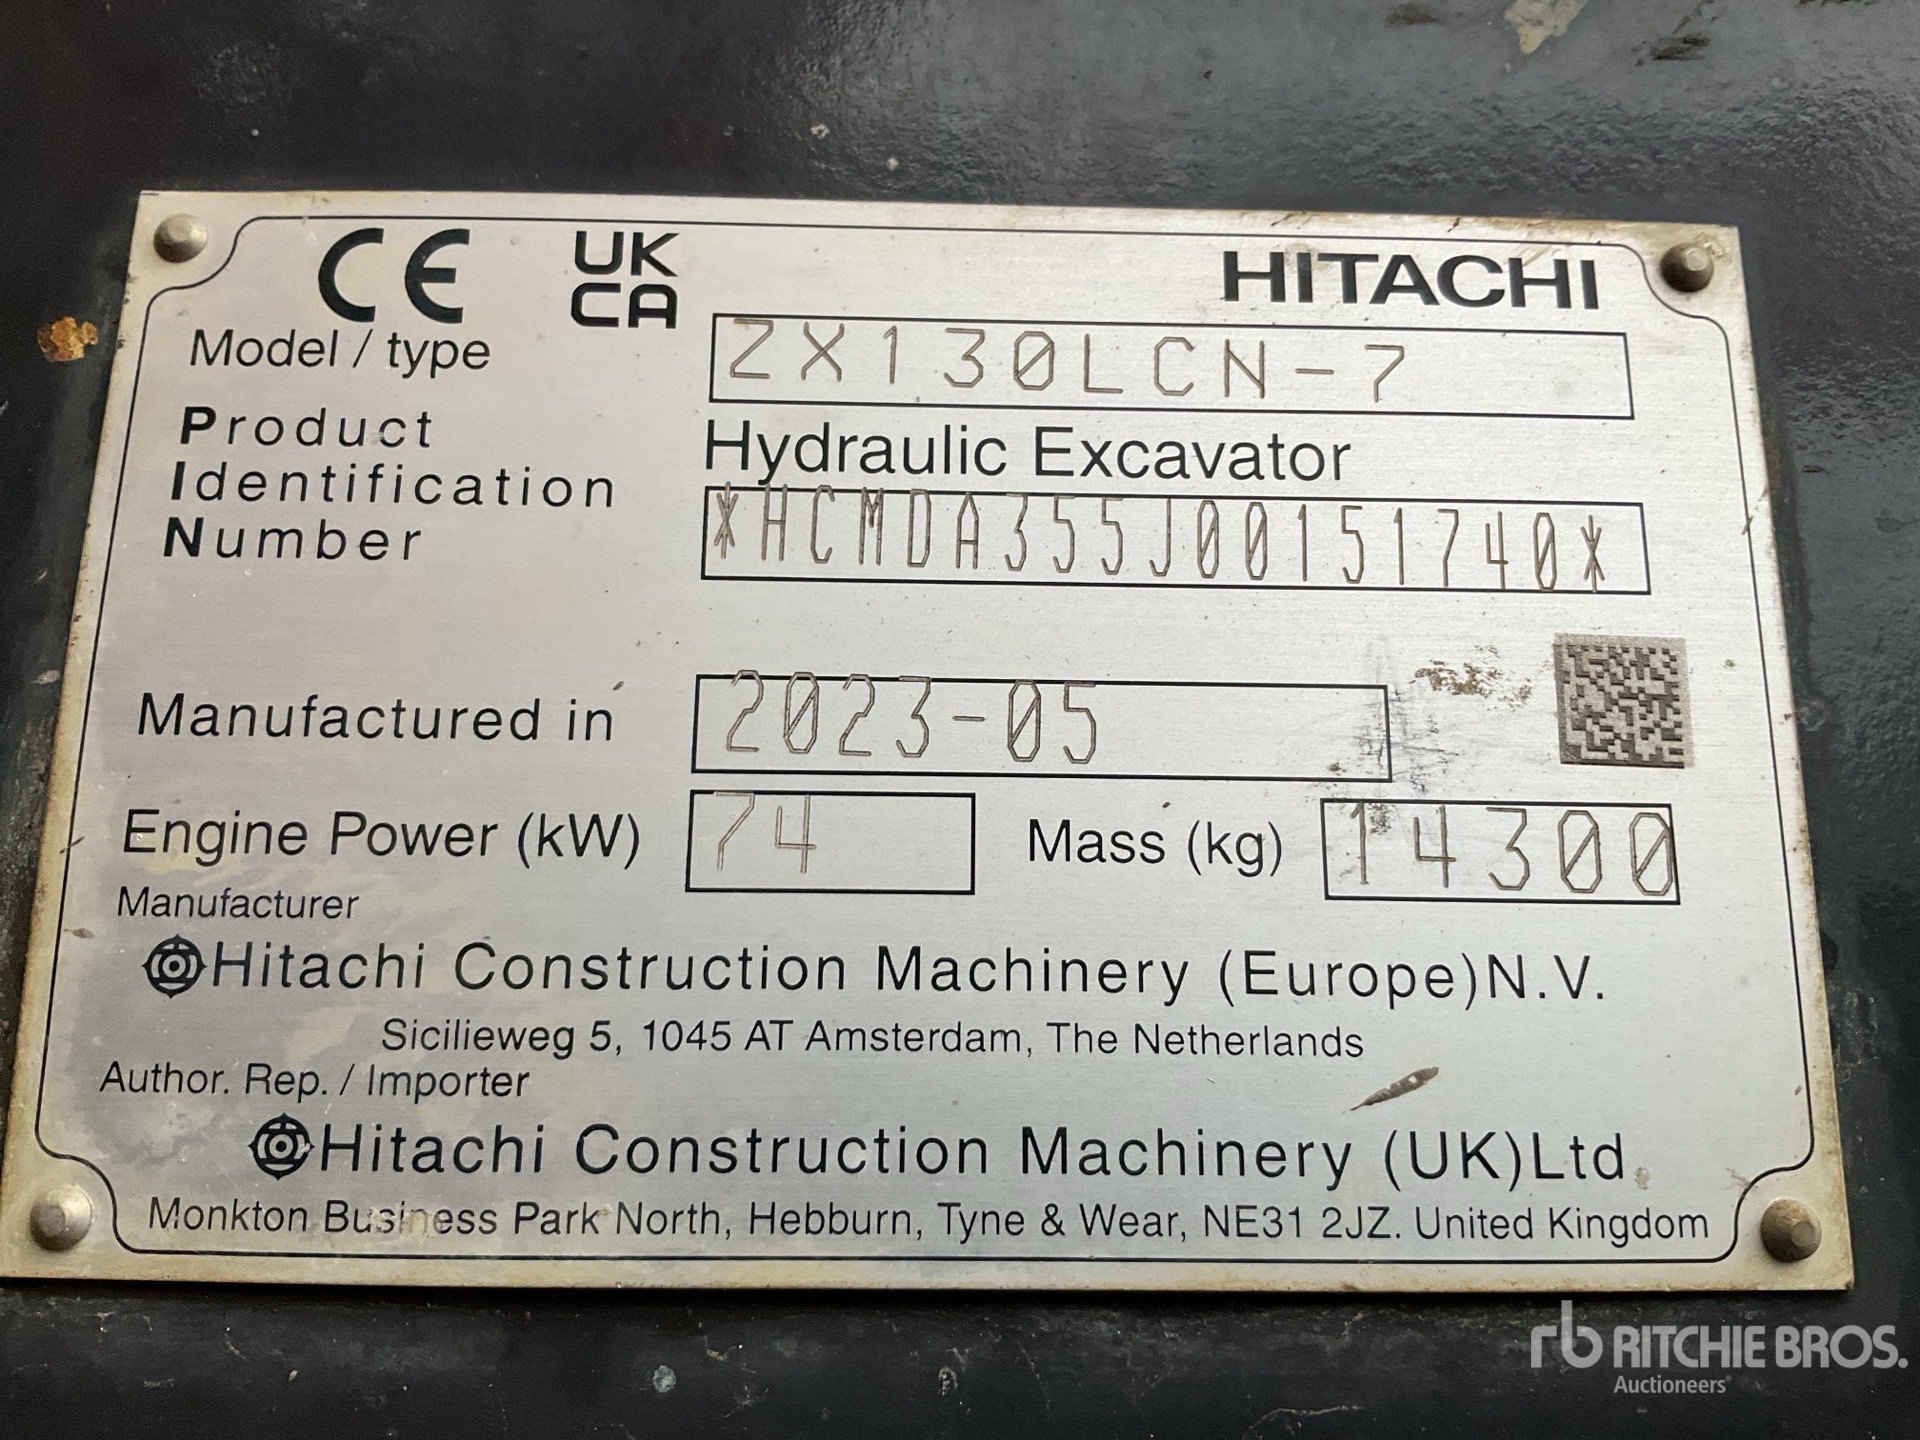 CE UK CA HITACHI
Model / type ZX130LCN-7
Product Hydraulic Excavator
Identification
Number *HCMDA355J00151740*
Manufactured in 2023-05
Engine Power (kW) 74 Mass (kg) 14300
Manufacturer
Hitachi Construction Machinery (Europe) N.V.
Sicilieweg 5, 1045 AT Amsterdam, The Netherlands
Author. Rep. / Importer
Hitachi Construction Machinery (UK) Ltd.
Monkton Business Park North, Hebburn, Tyne & Wear, NE31 2JZ. United Kingdom
rb RITCHIE BROS.
Auctioneers